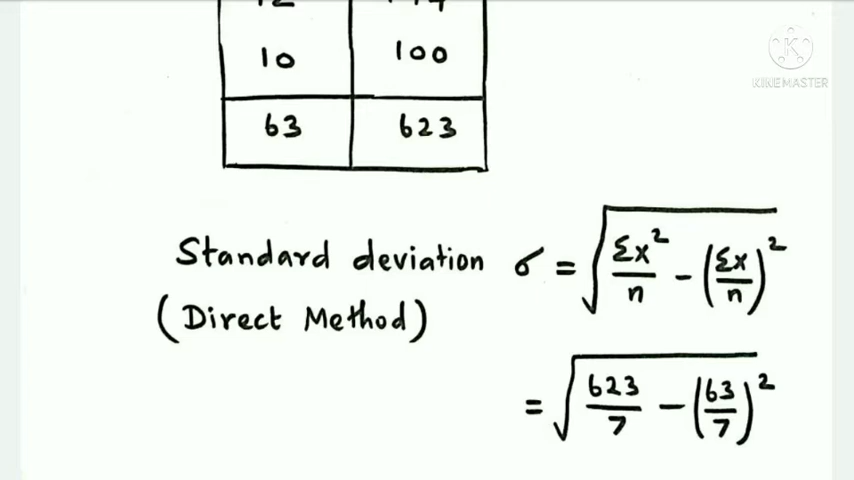 10 100
63 623
Standard deviation σ = √(Σx²/n - (Σx/n)²)
(Direct Method)
= √(623/7 - (63/7)²)
K
KINEMASTER